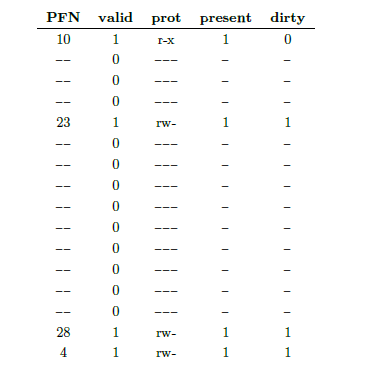 PFN valid prot present dirty
10 1 r-x 1 0
— 0 --- - -
— 0 --- - -
— 0 --- - -
23 1 rw- 1 1
— 0 --- - -
— 0 --- - -
— 0 --- - -
— 0 --- - -
— 0 --- - -
— 0 --- - -
— 0 --- - -
— 0 --- - -
— 0 --- - -
28 1 rw- 1 1
4 1 rw- 1 1